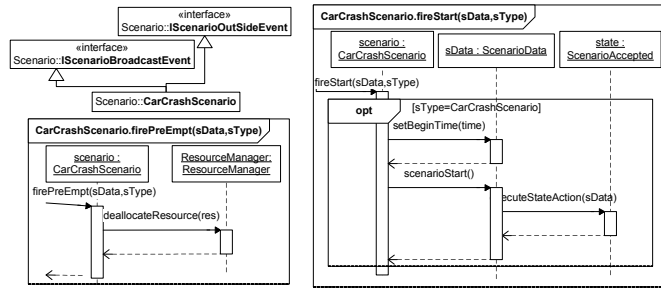 «interface»
Scenario::IScenarioOutSideEvent
«interface»
Scenario::IScenarioBroadcastEvent
Scenario::CarCrashScenario
CarCrashScenario.firePreEmpt(sData,sType)
scenario :
CarCrashScenario
ResourceManager:
ResourceManager
firePreEmpt(sData,sType)
deallocateResource(res)
CarCrashScenario.fireStart(sData,sType)
scenario :
CarCrashScenario
sData : ScenarioData
state :
ScenarioAccepted
fireStart(sData,sType)
opt
[sType=CarCrashScenario]
setBeginTime(time)
scenarioStart()
ecuteStateAction(sData)